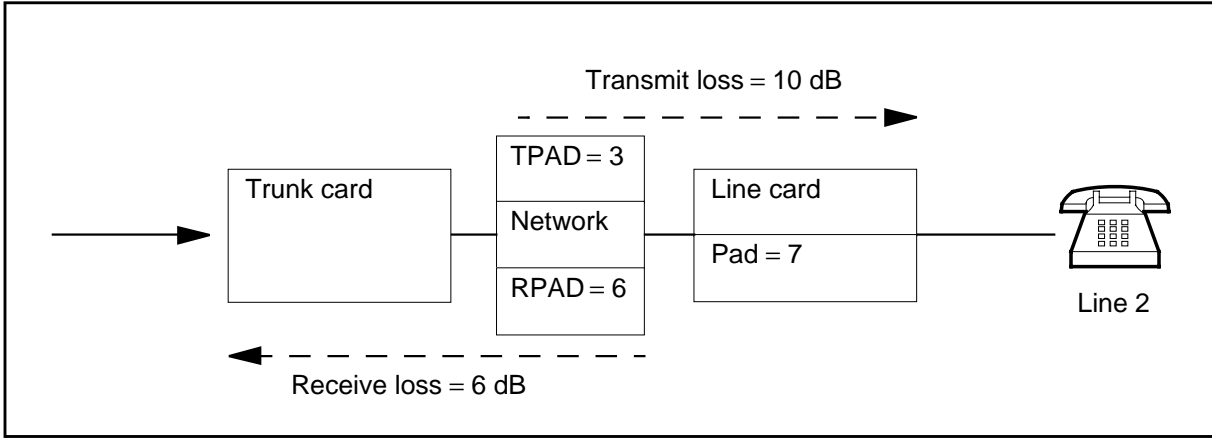 Transmit loss = 10 dB
TPAD = 3
Trunk card
Line card
Network
Pad = 7
RPAD = 6
Line 2
Receive loss = 6 dB